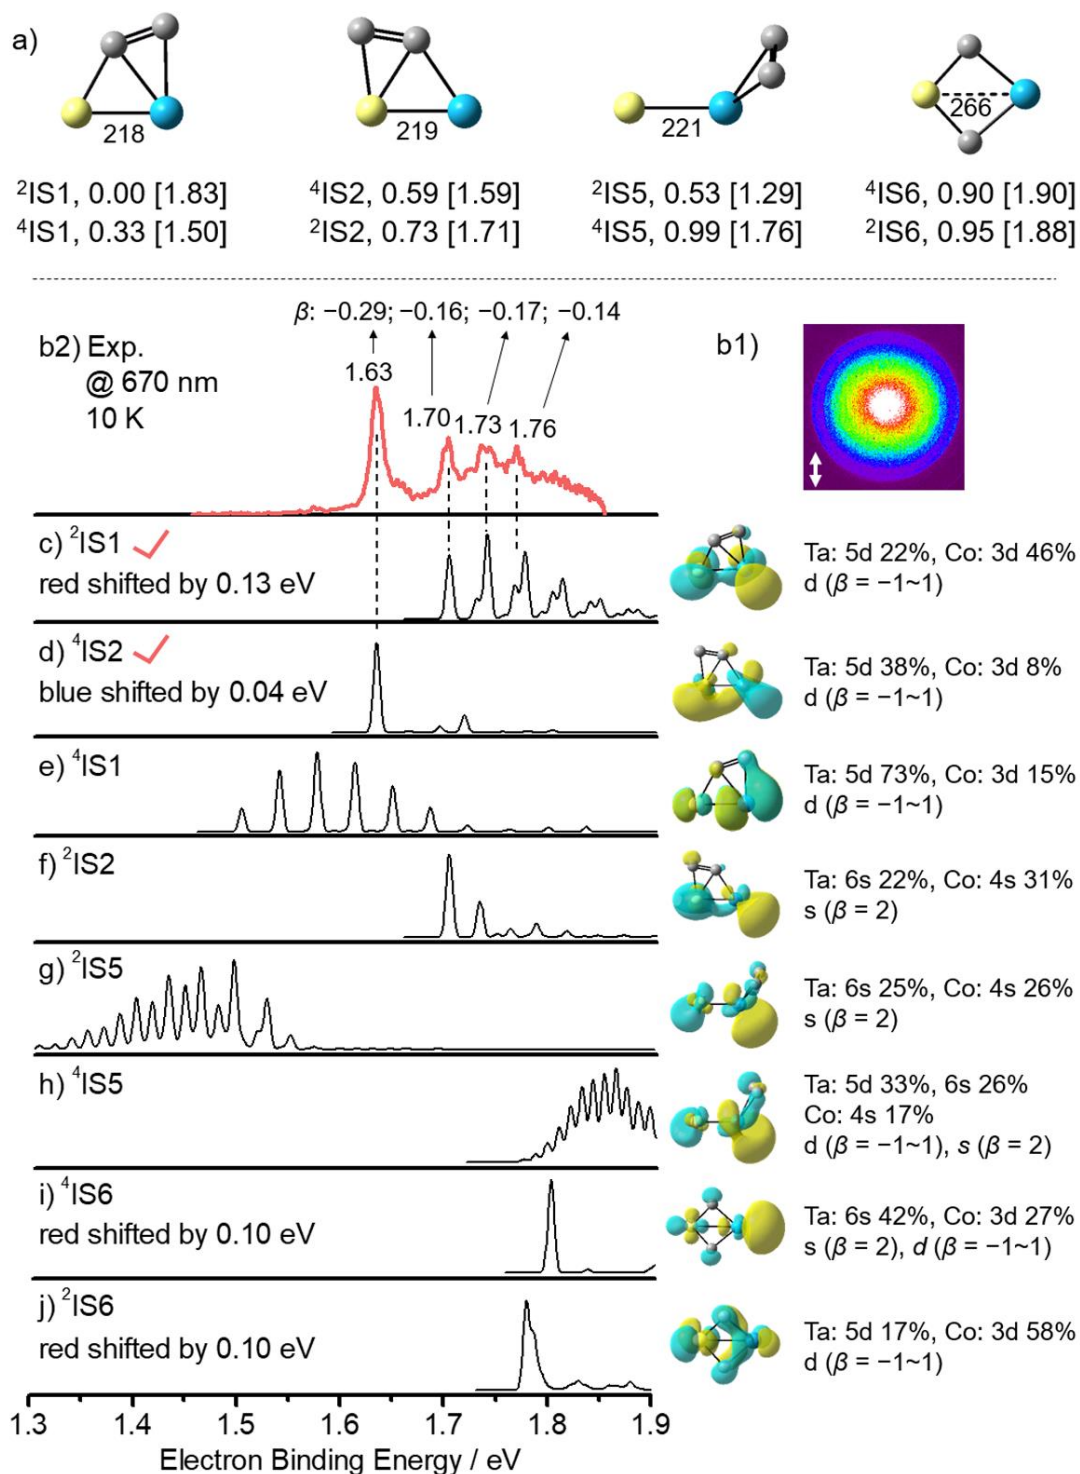 a)
218
219
221
266
²IS1, 0.00 [1.83]
⁴IS1, 0.33 [1.50]
⁴IS2, 0.59 [1.59]
²IS2, 0.73 [1.71]
²IS5, 0.53 [1.29]
⁴IS5, 0.99 [1.76]
⁴IS6, 0.90 [1.90]
²IS6, 0.95 [1.88]
β: −0.29; −0.16; −0.17; −0.14
b2) Exp.
@ 670 nm
10 K
1.63
1.70
1.73
1.76
b1)
c) ²IS1
red shifted by 0.13 eV
Ta: 5d 22%, Co: 3d 46%
d (β = −1~1)
d) ⁴IS2
blue shifted by 0.04 eV
Ta: 5d 38%, Co: 3d 8%
d (β = −1~1)
e) ⁴IS1
Ta: 5d 73%, Co: 3d 15%
d (β = −1~1)
f) ²IS2
Ta: 6s 22%, Co: 4s 31%
s (β = 2)
g) ²IS5
Ta: 6s 25%, Co: 4s 26%
s (β = 2)
h) ⁴IS5
Ta: 5d 33%, 6s 26%
Co: 4s 17%
d (β = −1~1), s (β = 2)
i) ⁴IS6
red shifted by 0.10 eV
Ta: 6s 42%, Co: 3d 27%
s (β = 2), d (β = −1~1)
j) ²IS6
red shifted by 0.10 eV
Ta: 5d 17%, Co: 3d 58%
d (β = −1~1)
1.3 1.4 1.5 1.6 1.7 1.8 1.9
Electron Binding Energy / eV